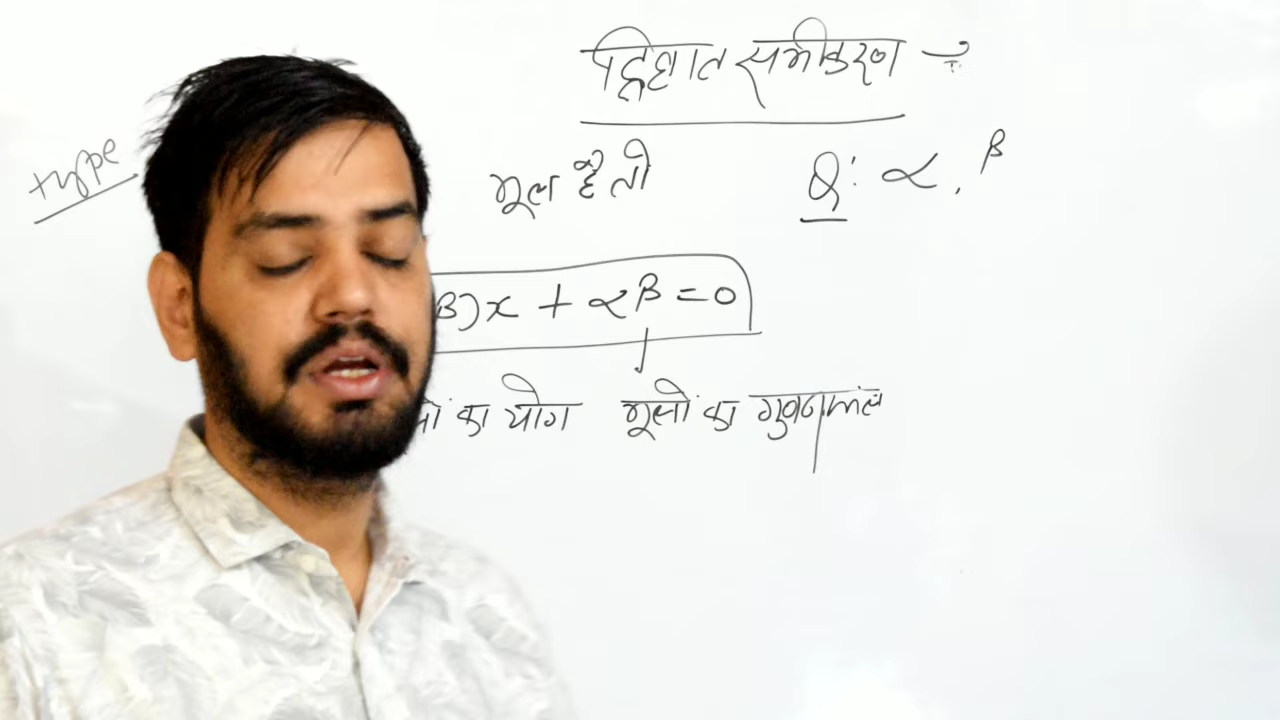 द्विघात समीकरण →
type
मूल है तो
Q: α, β
β)x + αβ = 0
ों का योग मूलों का गुणनफल